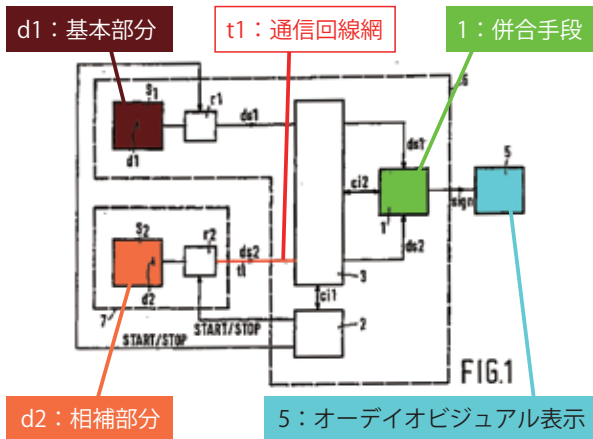 d1：基本部分
t1：通信回線網
1：併合手段
S1
r1
ds1
d1
6
ds1
5
ci2
1
sign
S2
r2
ds2
t1
ds2
d2
3
ci1
7
START/STOP
2
START/STOP
FIG.1
d2：相補部分
5：オーデイオビジュアル表示